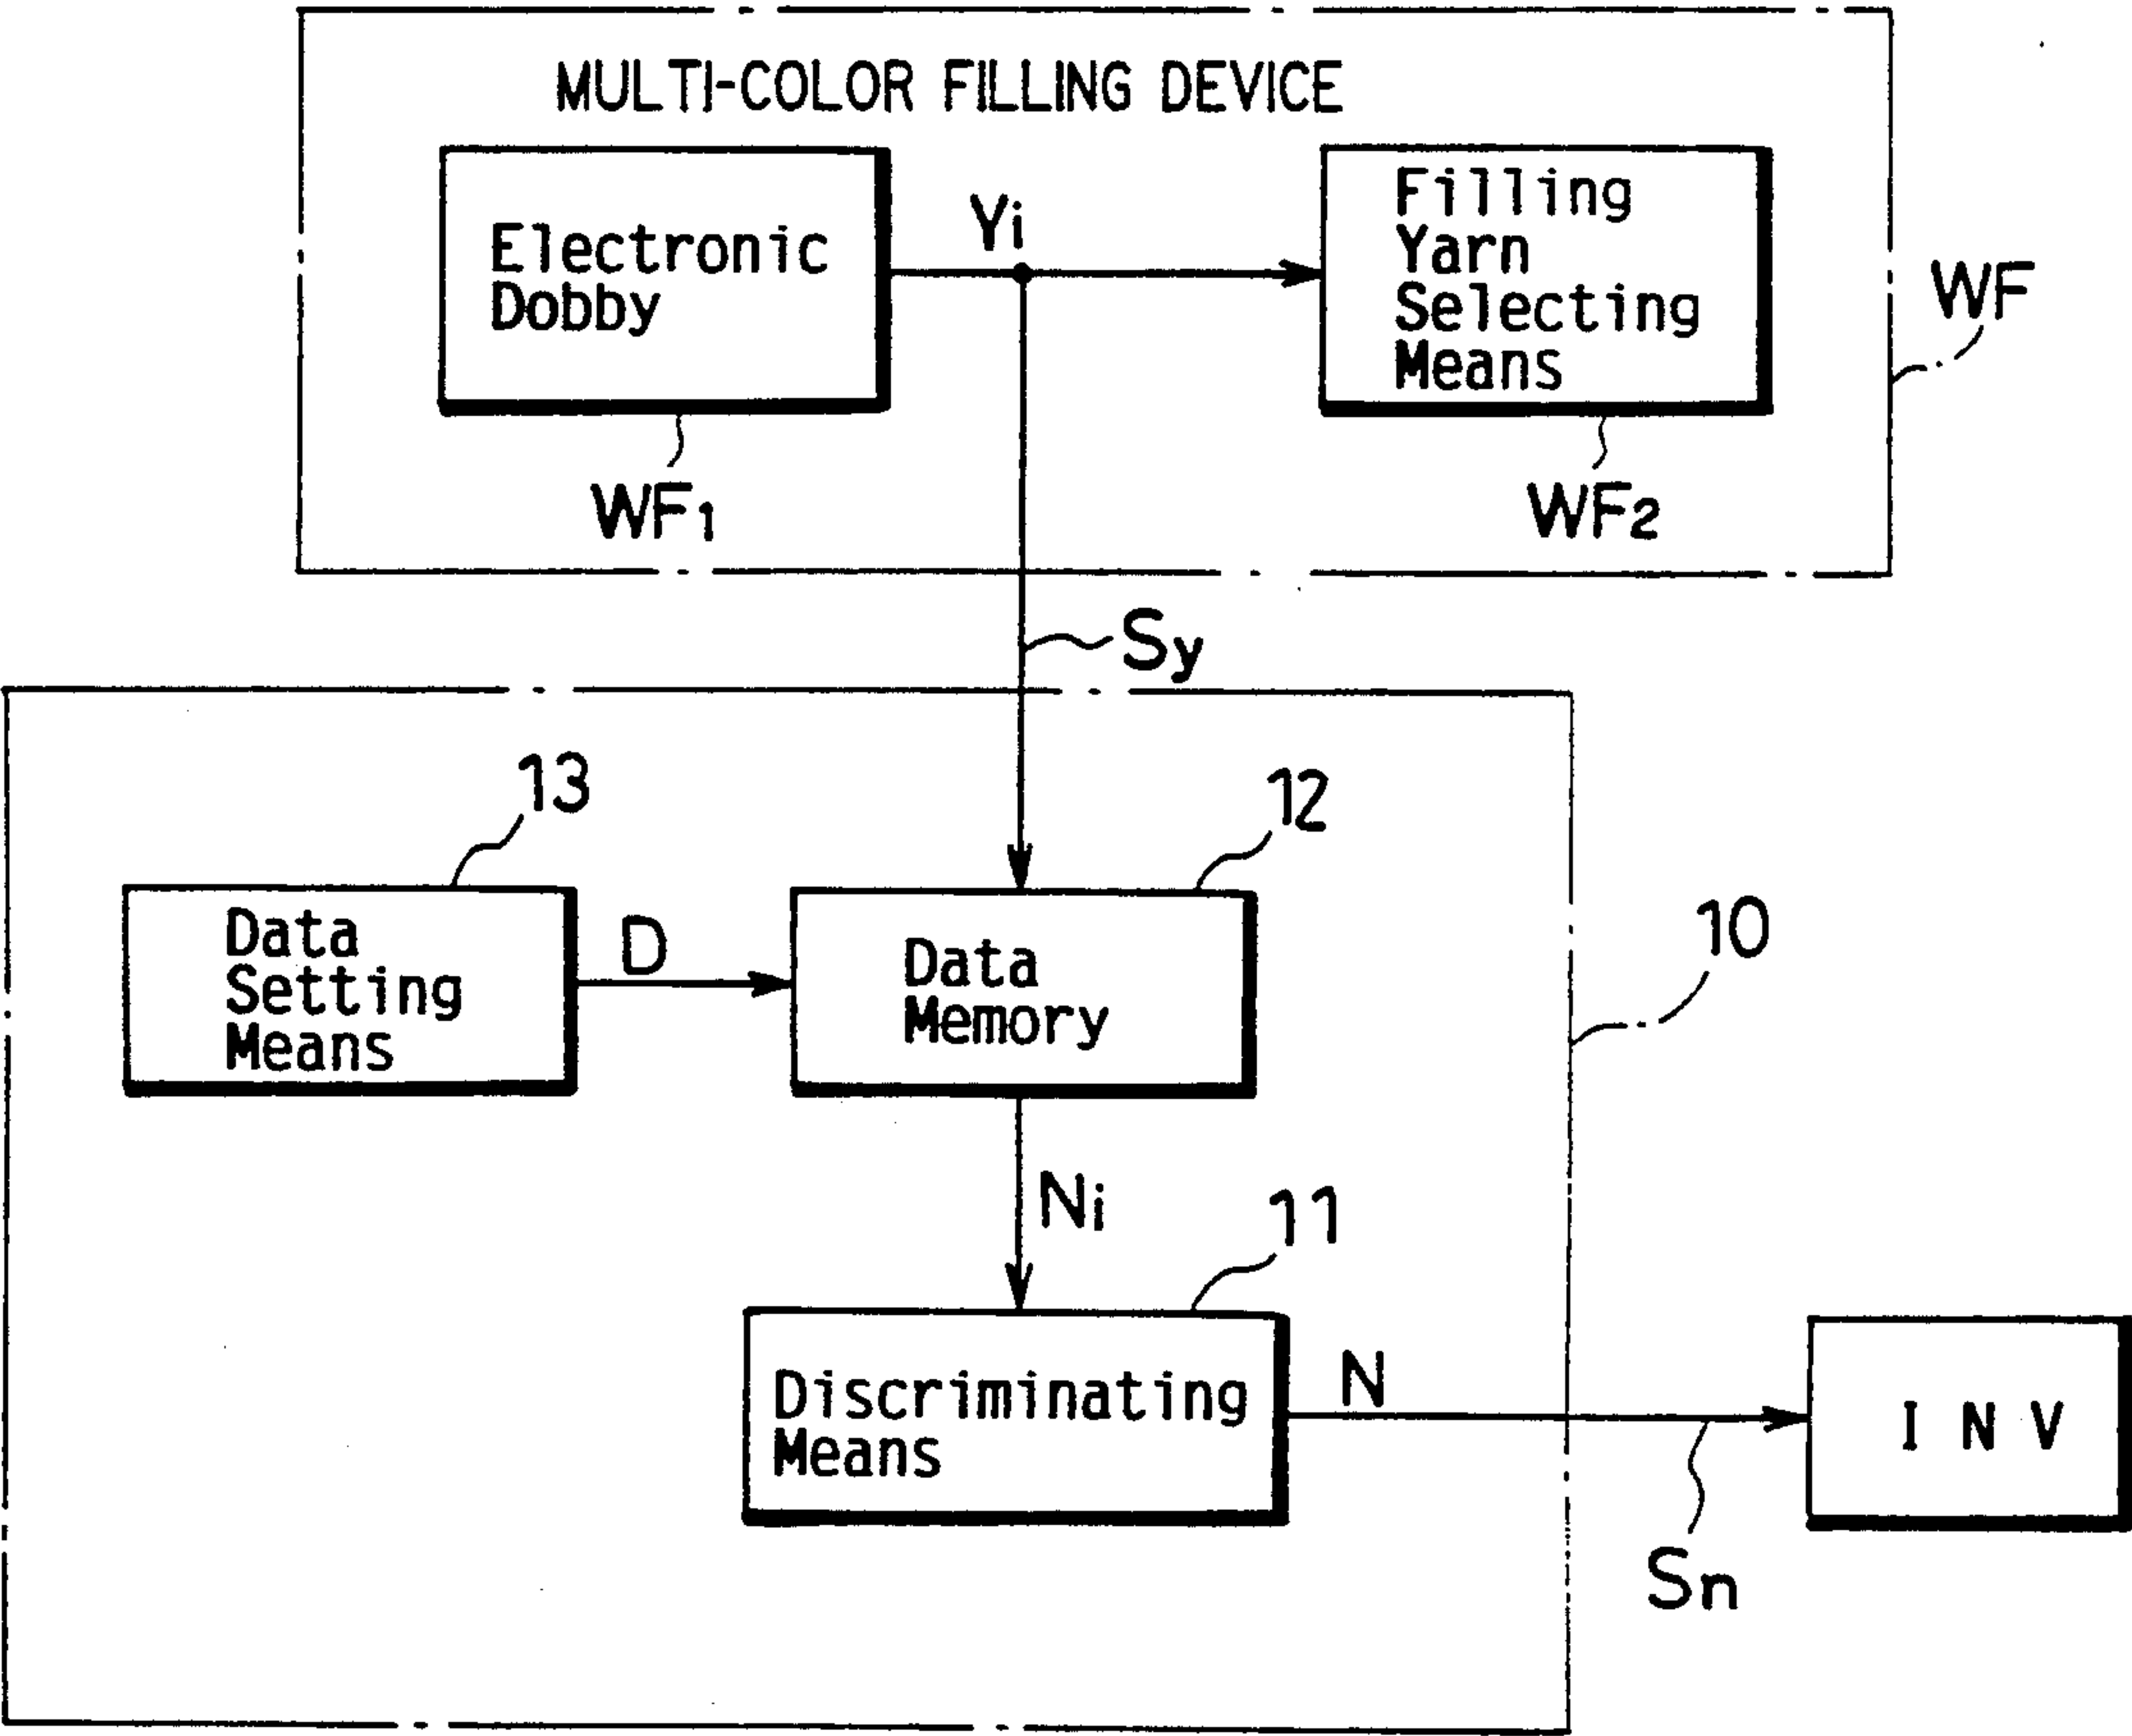 MULTI-COLOR FILLING DEVICE
Electronic
Dobby
Yi
Filling
Yarn
Selecting
Means
WF
WF1
WF2
Sy
13
12
Data
Setting
Means
D
Data
Memory
10
Ni
11
Discriminating
Means
N
I N V
Sn